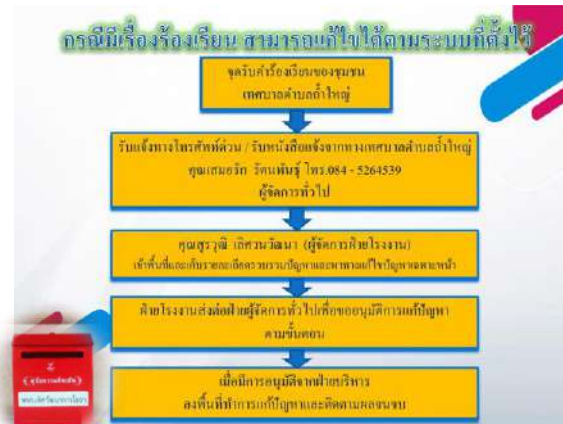 กรณีมีเรื่องร้องเรียน สามารถแก้ไขได้ตามระบบที่ตั้งไว้
จุดรับคำร้องเรียนของชุมชน
เทศบาลตำบลถ้ำใหญ่
รับแจ้งทางโทรศัพท์ด่วน / รับหนังสือแจ้งจากทางเทศบาลตำบลถ้ำใหญ่
คุณเสมอรัก รัตนพันธุ์ โทร.084 - 5264539
ผู้จัดการทั่วไป
คุณสุรวุฒิ เลิศวนวัฒนา (ผู้จัดการฝ่ายโรงงาน)
เข้าพื้นที่และเก็บรายละเอียดรวบรวมปัญหาและหาทางแก้ไขปัญหาเฉพาะหน้า
ฝ่ายโรงงานส่งต่อฝ่ายผู้จัดการทั่วไปเพื่อขออนุมัติการแก้ปัญหา
ตามขั้นตอน
เมื่อมีการอนุมัติจากฝ่ายบริหาร
ลงพื้นที่ทำการแก้ปัญหาและติดตามผลจนจบ